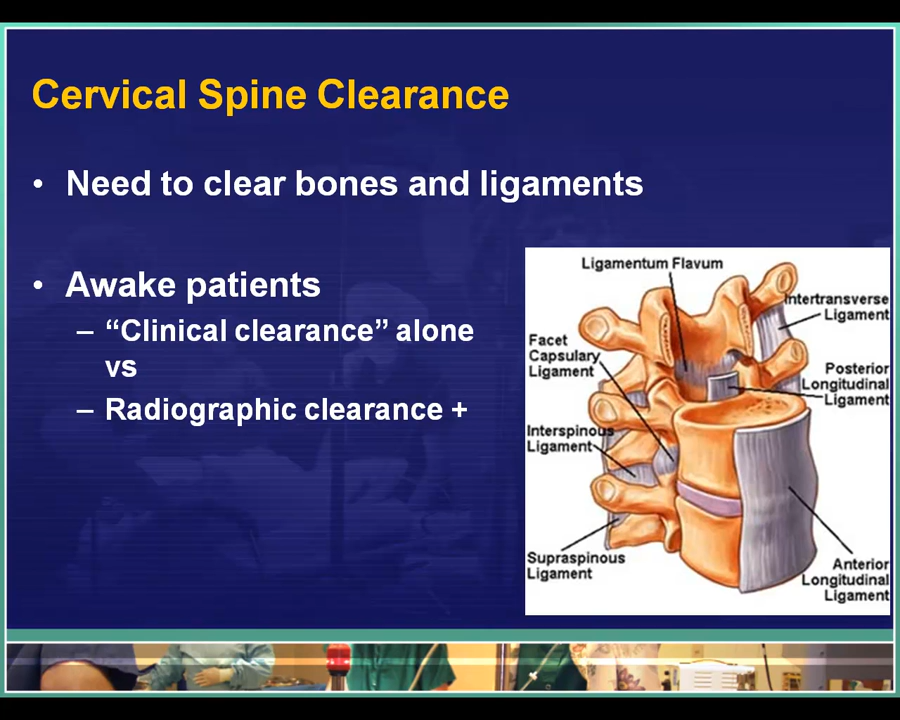 Cervical Spine Clearance
• Need to clear bones and ligaments
• Awake patients
– “Clinical clearance” alone
vs
– Radiographic clearance +
Ligamentum Flavum
Intertransverse
Ligament
Facet
Capsulary
Ligament
Posterior
Longitudinal
Ligament
Interspinous
Ligament
Supraspinous
Ligament
Anterior
Longitudinal
Ligament